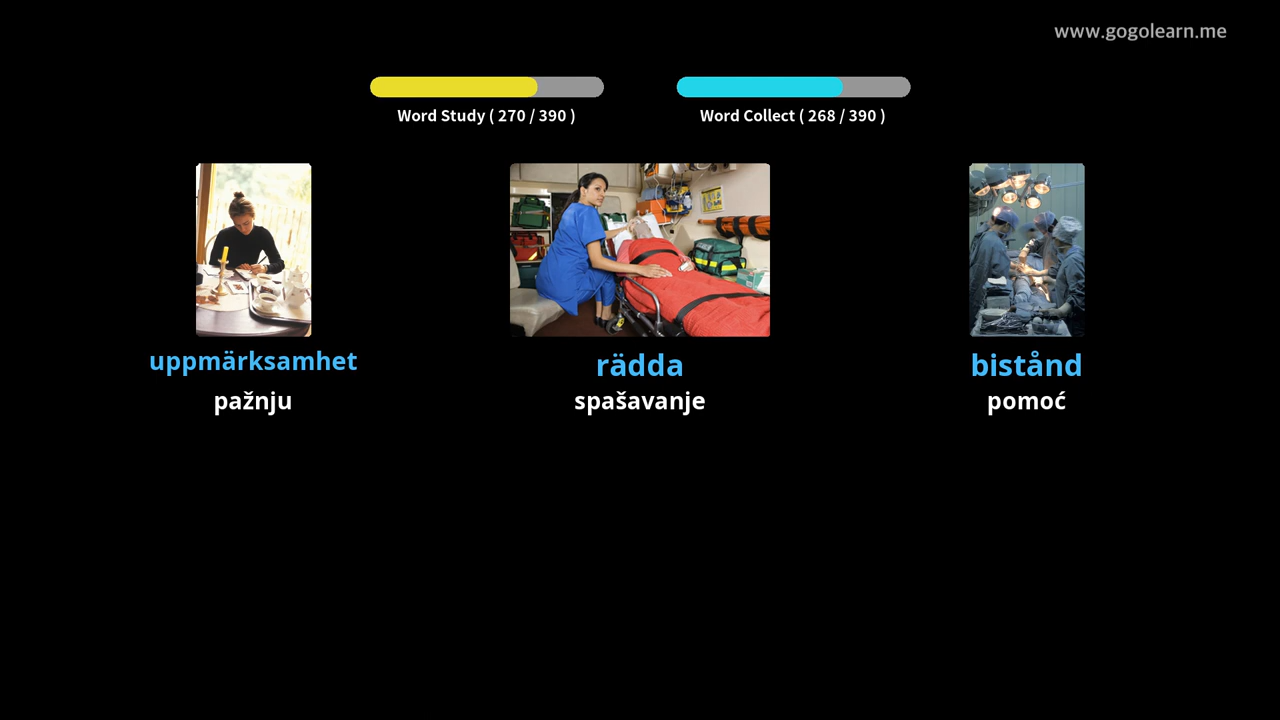 www.gogolearn.me
Word Study ( 270 / 390 )
Word Collect ( 268 / 390 )
uppmärksamhet
pažnju
rädda
spašavanje
bistånd
pomoć